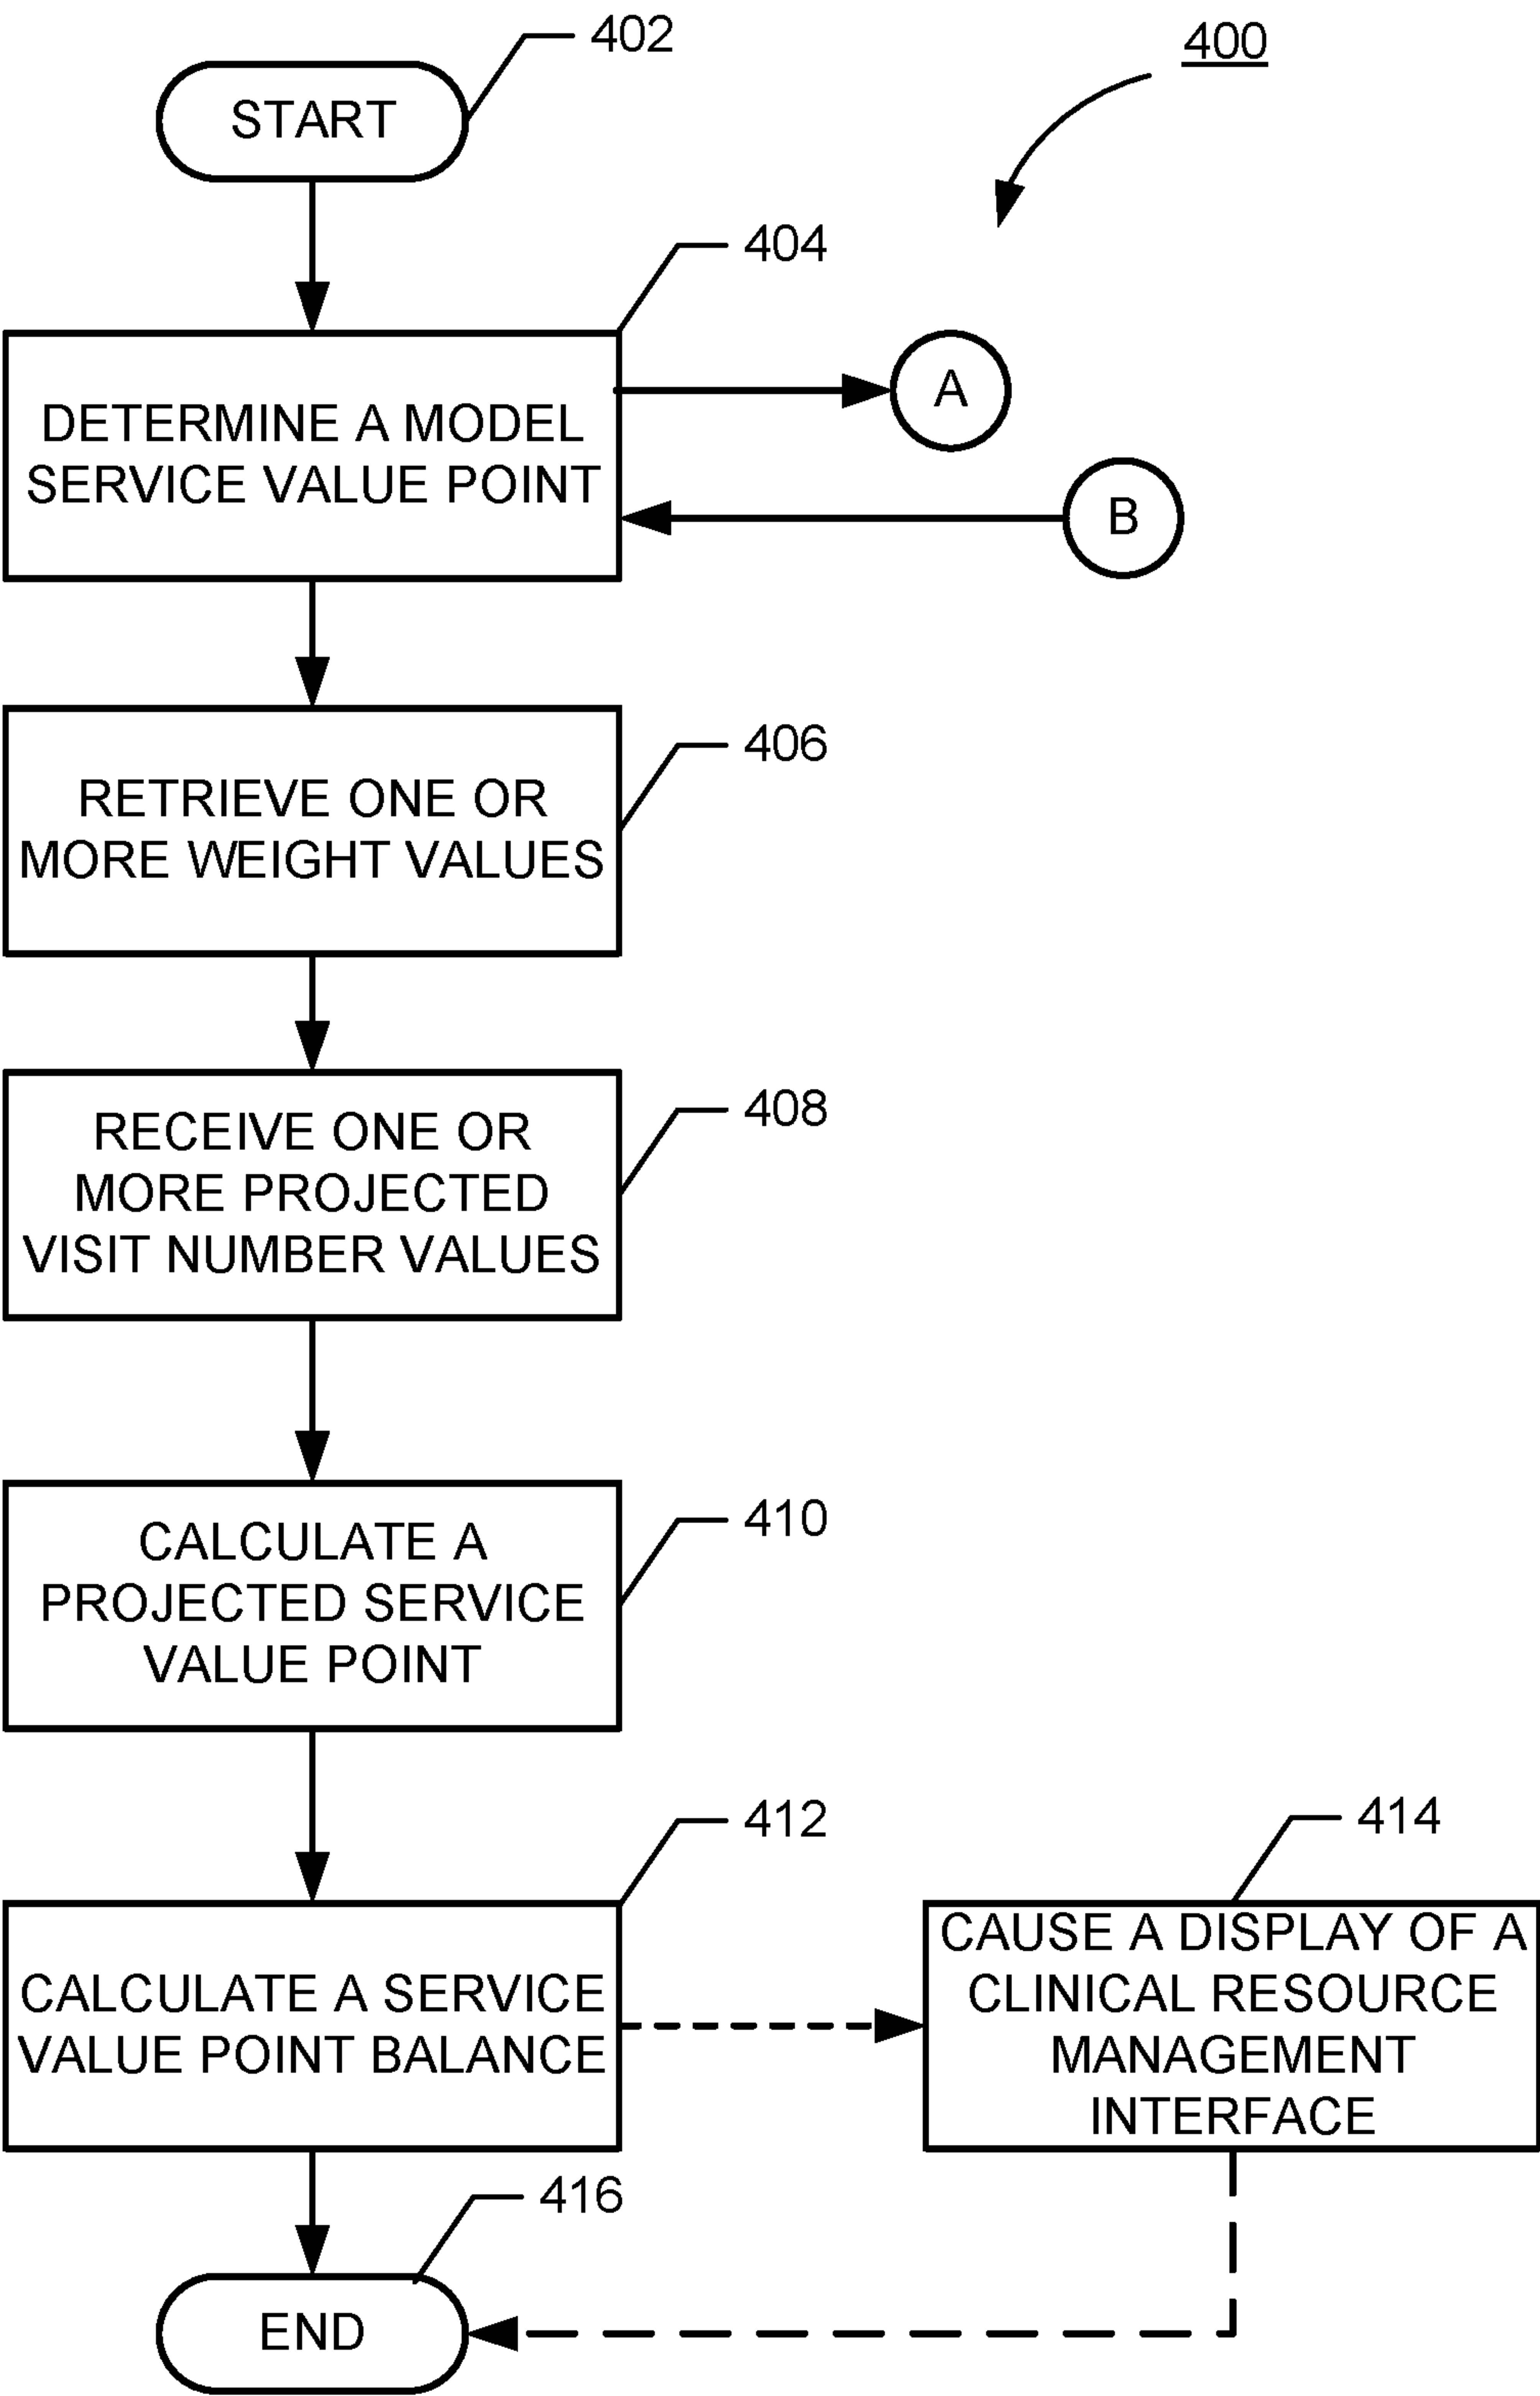 402
400
START
404
A
DETERMINE A MODEL
SERVICE VALUE POINT
B
406
RETRIEVE ONE OR
MORE WEIGHT VALUES
408
RECEIVE ONE OR
MORE PROJECTED
VISIT NUMBER VALUES
410
CALCULATE A
PROJECTED SERVICE
VALUE POINT
412
CALCULATE A SERVICE
VALUE POINT BALANCE
414
CAUSE A DISPLAY OF A
CLINICAL RESOURCE
MANAGEMENT
INTERFACE
416
END